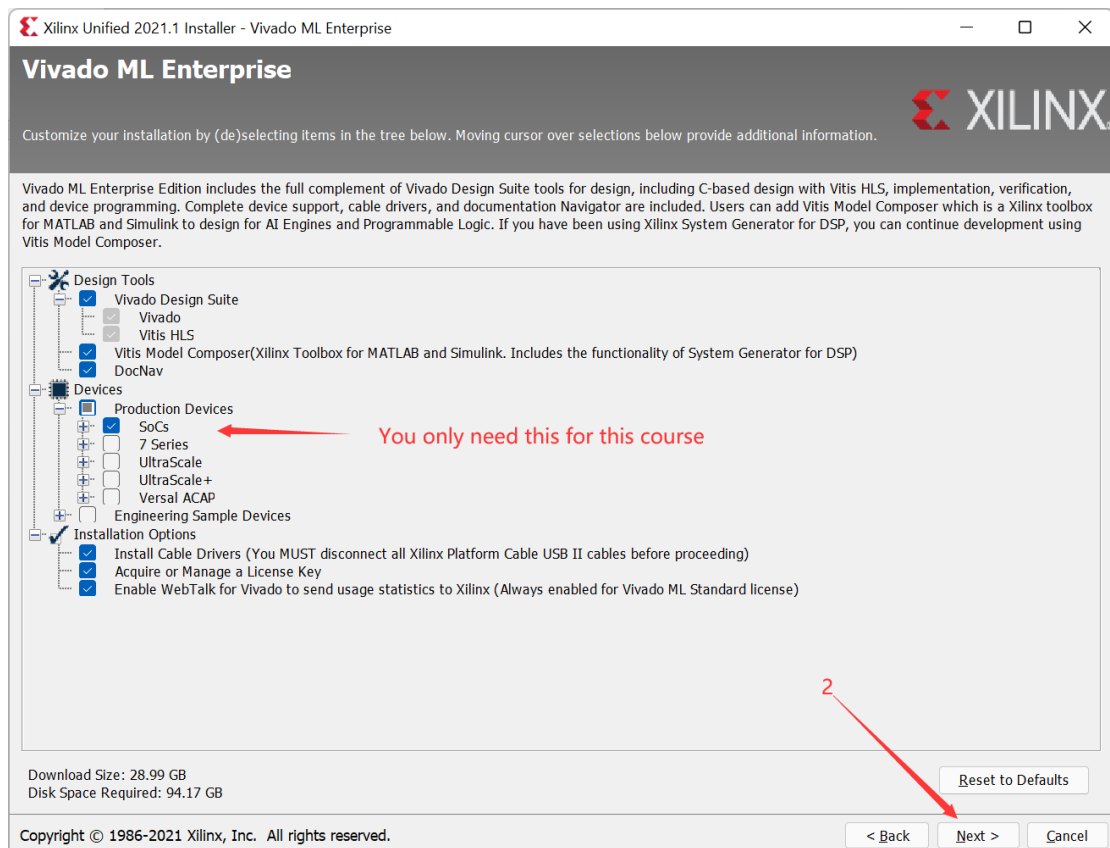 Xilinx Unified 2021.1 Installer - Vivado ML Enterprise
Vivado ML Enterprise
XILINX
Customize your installation by (de)selecting items in the tree below. Moving cursor over selections below provide additional information.
Vivado ML Enterprise Edition includes the full complement of Vivado Design Suite tools for design, including C-based design with Vitis HLS, implementation, verification,
and device programming. Complete device support, cable drivers, and documentation Navigator are included. Users can add Vitis Model Composer which is a Xilinx toolbox
for MATLAB and Simulink to design for AI Engines and Programmable Logic. If you have been using Xilinx System Generator for DSP, you can continue development using
Vitis Model Composer.
Design Tools
Vivado Design Suite
Vivado
Vitis HLS
Vitis Model Composer(Xilinx Toolbox for MATLAB and Simulink. Includes the functionality of System Generator for DSP)
DocNav
Devices
Production Devices
SoCs
You only need this for this course
7 Series
UltraScale
UltraScale+
Versal ACAP
Engineering Sample Devices
Installation Options
Install Cable Drivers (You MUST disconnect all Xilinx Platform Cable USB II cables before proceeding)
Acquire or Manage a License Key
Enable WebTalk for Vivado to send usage statistics to Xilinx (Always enabled for Vivado ML Standard license)
2
Download Size: 28.99 GB
Disk Space Required: 94.17 GB
Reset to Defaults
Copyright © 1986-2021 Xilinx, Inc. All rights reserved.
< Back Next > Cancel